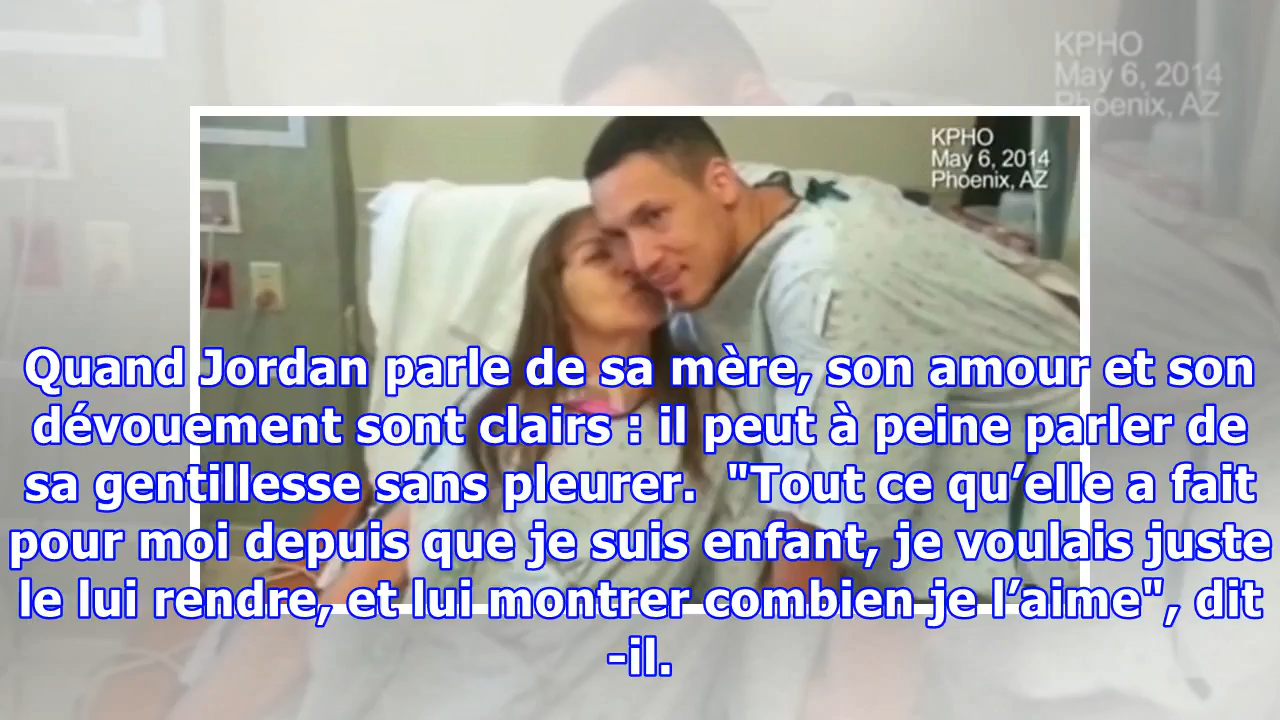 KPHO
May 6, 2014
Phoenix, AZ
KPHO
May 6, 2014
Phoenix, AZ
Quand Jordan parle de sa mère, son amour et son
dévouement sont clairs : il peut à peine parler de
sa gentillesse sans pleurer.  "Tout ce qu’elle a fait
pour moi depuis que je suis enfant, je voulais juste
le lui rendre, et lui montrer combien je l’aime", dit
-il.